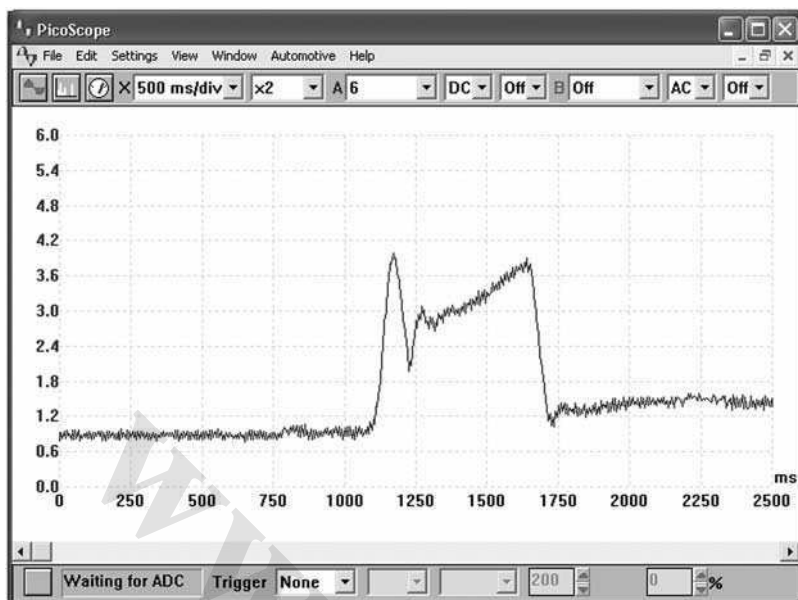 PicoScope
File Edit Settings View Window Automotive Help
X 500 ms/div x2 A 6 DC Off B Off AC Off
6.0
5.4
4.8
4.2
3.6
3.0
2.4
1.8
1.2
0.6
0.0
ms
0 250 500 750 1000 1250 1500 1750 2000 2250 2500
Waiting for ADC Trigger None 200 0 %